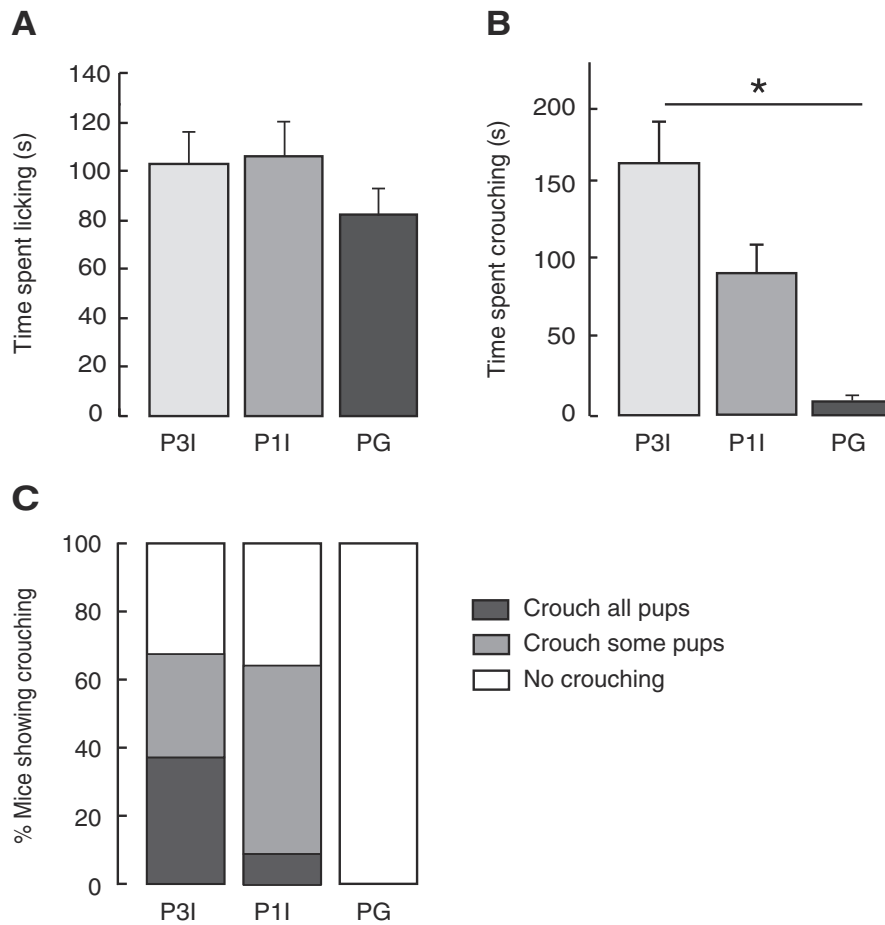 A
Time spent licking (s)
140
120
100
80
60
40
20
0
P3I P1I PG
B
Time spent crouching (s)
*
200
150
100
50
0
P3I P1I PG
C
% Mice showing crouching
100
80
60
40
20
0
P3I P1I PG
Crouch all pups
Crouch some pups
No crouching